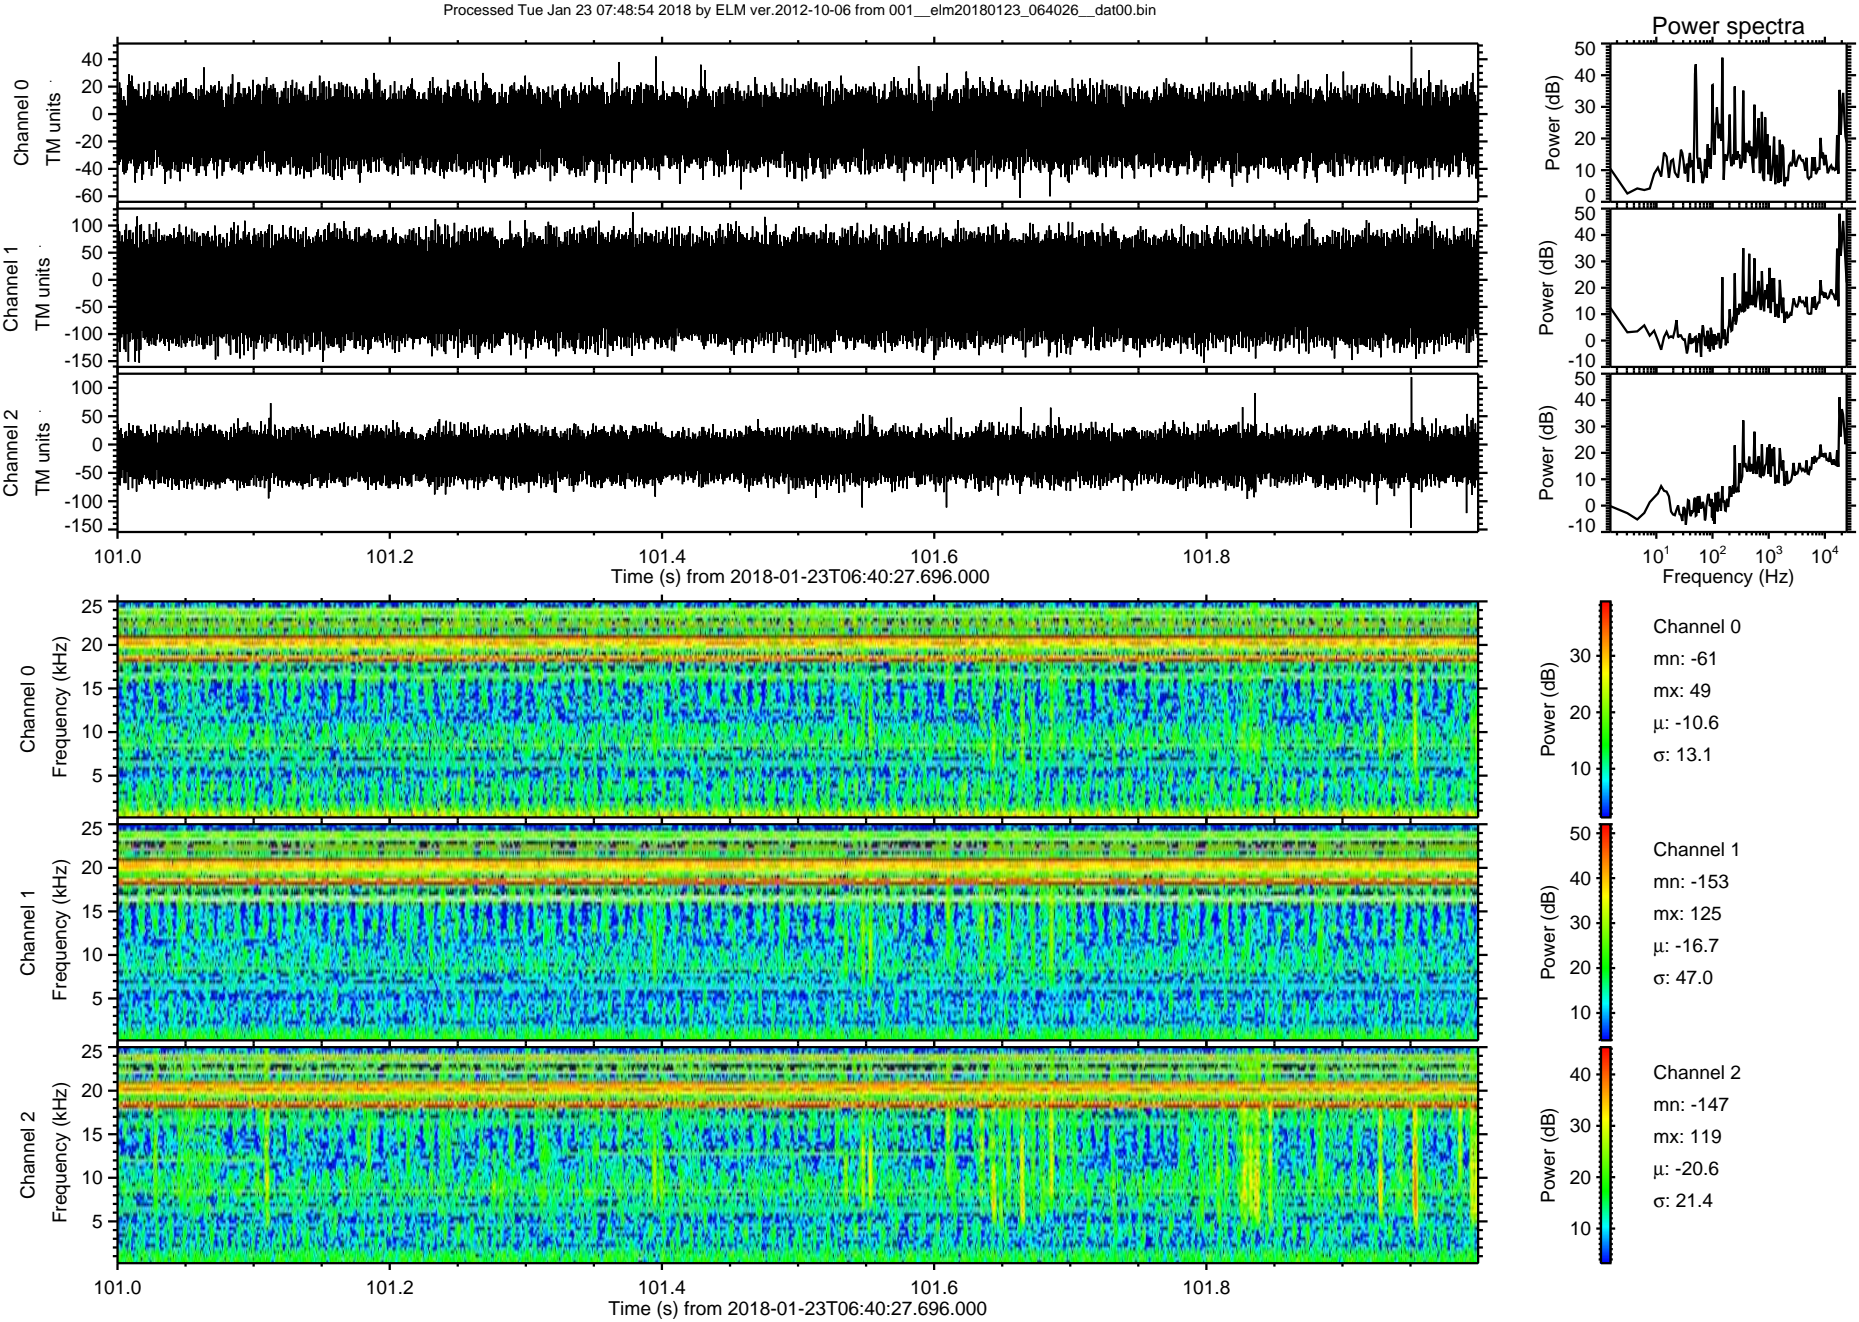 Processed Tue Jan 23 07:48:54 2018 by ELM ver.2012-10-06 from 001__elm20180123_064026__dat00.bin
Power spectra
Channel 0
TM units
40
20
0
-20
-40
-60
Power (dB)
50
40
30
20
10
0
Channel 1
TM units
100
50
0
-50
-100
-150
Power (dB)
50
40
30
20
10
0
-10
Channel 2
TM units
100
50
0
-50
-100
-150
Power (dB)
50
40
30
20
10
0
-10
101.0 101.2 101.4 101.6 101.8
Time (s) from 2018-01-23T06:40:27.696.000
10¹ 10² 10³ 10⁴
Frequency (Hz)
Channel 0
Frequency (kHz)
25
20
15
10
5
Power (dB)
30
20
10
Channel 0
mn: -61
mx: 49
µ: -10.6
σ: 13.1
Channel 1
Frequency (kHz)
25
20
15
10
5
Power (dB)
50
40
30
20
10
Channel 1
mn: -153
mx: 125
µ: -16.7
σ: 47.0
Channel 2
Frequency (kHz)
25
20
15
10
5
Power (dB)
40
30
20
10
Channel 2
mn: -147
mx: 119
µ: -20.6
σ: 21.4
101.0 101.2 101.4 101.6 101.8
Time (s) from 2018-01-23T06:40:27.696.000